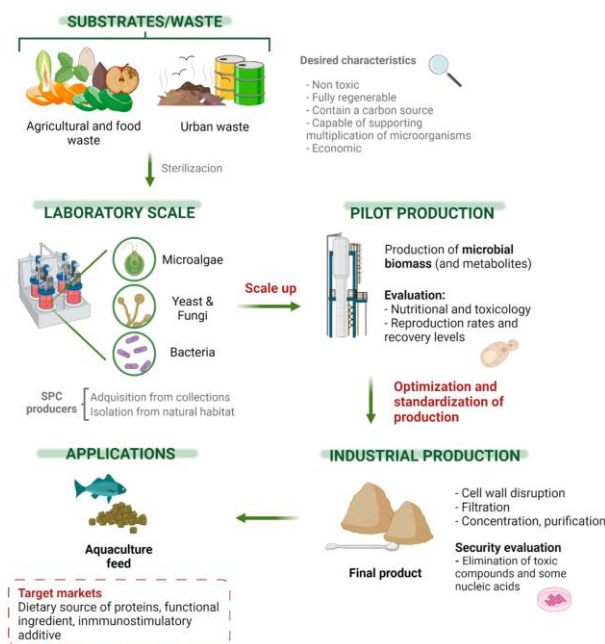 SUBSTRATES/WASTE
Agricultural and food
waste
Urban waste
Desired characteristics
- Non toxic
- Fully regenerable
- Contain a carbon source
- Capable of supporting
multiplication of microorganisms
- Economic
Sterilizacion
LABORATORY SCALE
Microalgae
Yeast &
Fungi
Bacteria
SPC
producers
Adquisition from collections
Isolation from natural habitat
Scale up
PILOT PRODUCTION
Production of microbial
biomass (and metabolites)
Evaluation:
- Nutritional and toxicology
- Reproduction rates and
recovery levels
Optimization and
standardization of
production
INDUSTRIAL PRODUCTION
Final product
- Cell wall disruption
- Filtration
- Concentration, purification
Security evaluation
- Elimination of toxic
compounds and some
nucleic acids
APPLICATIONS
Aquaculture
feed
Target markets
Dietary source of proteins, functional
ingredient, inmmunostimulatory
additive